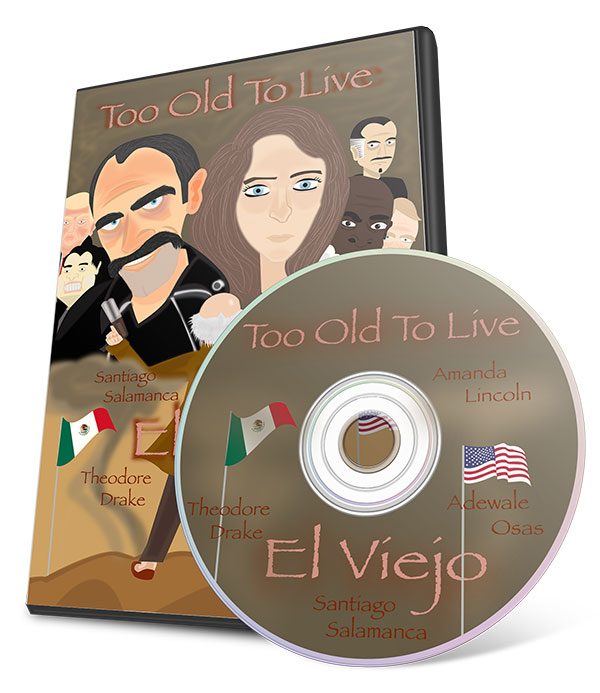 Too Old To Live
Santiago
Salamanca
El
Theodore
Drake
Too Old To Live
Amanda
Lincoln
Theodore
Drake
Adewale
Osas
El Viejo
Santiago
Salamanca